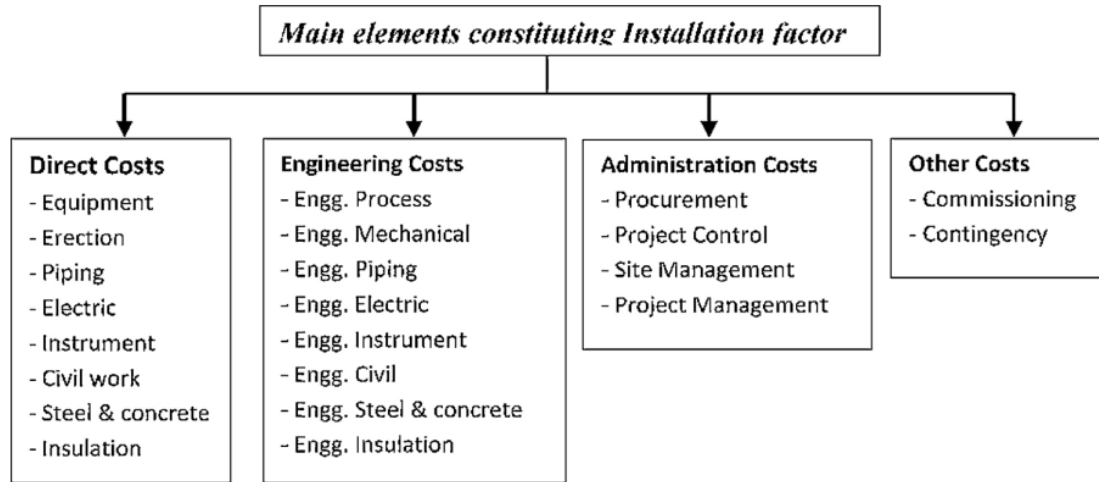 Main elements constituting Installation factor
Direct Costs
- Equipment
- Erection
- Piping
- Electric
- Instrument
- Civil work
- Steel & concrete
- Insulation
Engineering Costs
- Engg. Process
- Engg. Mechanical
- Engg. Piping
- Engg. Electric
- Engg. Instrument
- Engg. Civil
- Engg. Steel & concrete
- Engg. Insulation
Administration Costs
- Procurement
- Project Control
- Site Management
- Project Management
Other Costs
- Commissioning
- Contingency